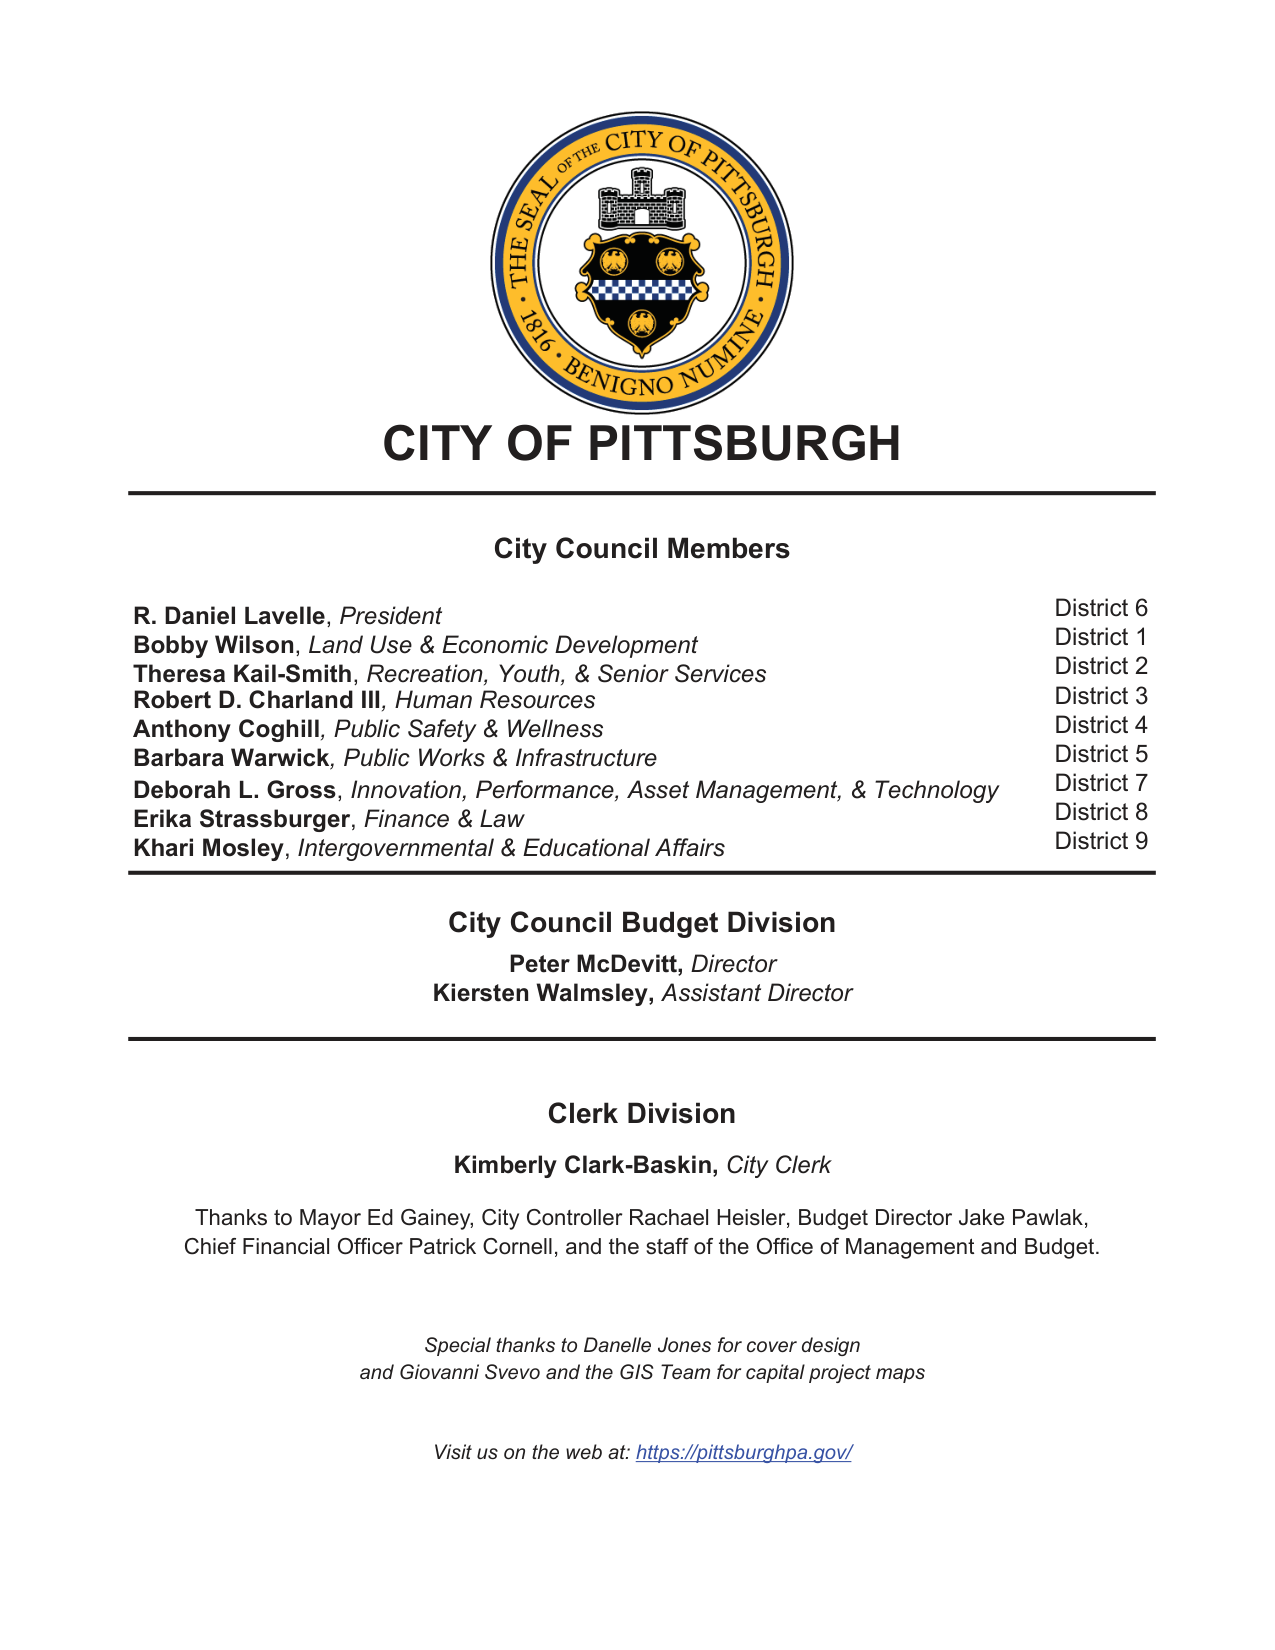 THE SEAL OF THE CITY OF PITTSBURGH
· 1816 · BENIGNO NUMINE ·
CITY OF PITTSBURGH
City Council Members
R. Daniel Lavelle, President District 6
Bobby Wilson, Land Use & Economic Development District 1
Theresa Kail-Smith, Recreation, Youth, & Senior Services District 2
Robert D. Charland III, Human Resources District 3
Anthony Coghill, Public Safety & Wellness District 4
Barbara Warwick, Public Works & Infrastructure District 5
Deborah L. Gross, Innovation, Performance, Asset Management, & Technology District 7
Erika Strassburger, Finance & Law District 8
Khari Mosley, Intergovernmental & Educational Affairs District 9
City Council Budget Division
Peter McDevitt, Director
Kiersten Walmsley, Assistant Director
Clerk Division
Kimberly Clark-Baskin, City Clerk
Thanks to Mayor Ed Gainey, City Controller Rachael Heisler, Budget Director Jake Pawlak,
Chief Financial Officer Patrick Cornell, and the staff of the Office of Management and Budget.
Special thanks to Danelle Jones for cover design
and Giovanni Svevo and the GIS Team for capital project maps
Visit us on the web at: https://pittsburghpa.gov/